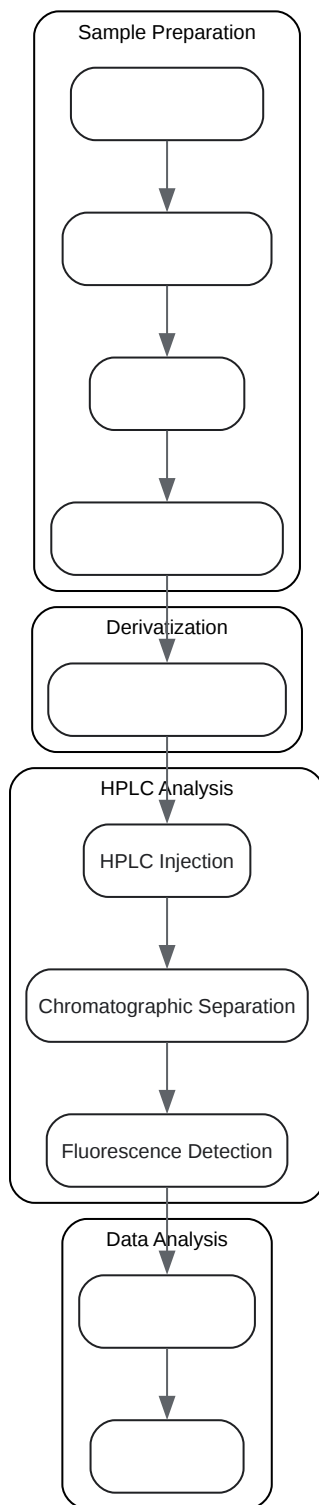 Sample Preparation
Derivatization
HPLC Analysis
HPLC Injection
Chromatographic Separation
Fluorescence Detection
Data Analysis